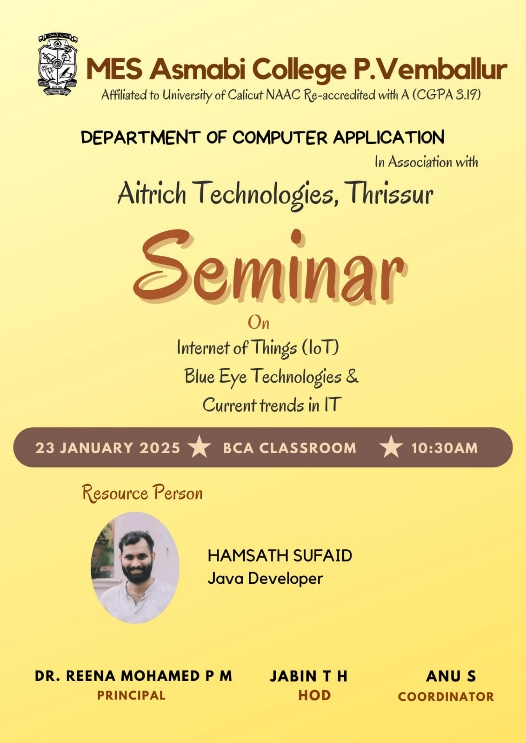 MES Asmabi College P.Vemballur
Affiliated to University of Calicut NAAC Re-accredited with A (CGPA 3.19)
DEPARTMENT OF COMPUTER APPLICATION
In Association with
Aitrich Technologies, Thrissur
Seminar
On
Internet of Things (IoT)
Blue Eye Technologies &
Current trends in IT
23 JANUARY 2025 ★ BCA CLASSROOM ★ 10:30AM
Resource Person
HAMSATH SUFAID
Java Developer
DR. REENA MOHAMED P M JABIN T H ANU S
PRINCIPAL HOD COORDINATOR